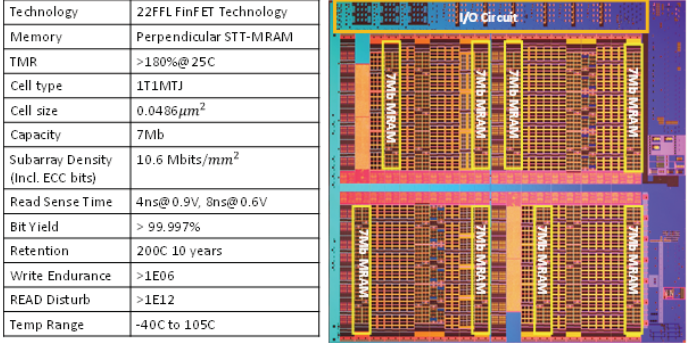 Technology 22FFL FinFET Technology
Memory Perpendicular STT-MRAM
TMR >180%@25C
Cell type 1T1MTJ
Cell size 0.0486μm²
Capacity 7Mb
Subarray Density 10.6 Mbits/mm²
(Incl. ECC bits)
Read Sense Time 4ns@0.9V, 8ns@0.6V
Bit Yield > 99.997%
Retention 200C 10 years
Write Endurance >1E06
READ Disturb >1E12
Temp Range -40C to 105C
I/O Circuit
7Mb MRAM
7Mb MRAM
7Mb MRAM
7Mb MRAM
7Mb MRAM
7Mb MRAM
7Mb MRAM
7Mb MRAM